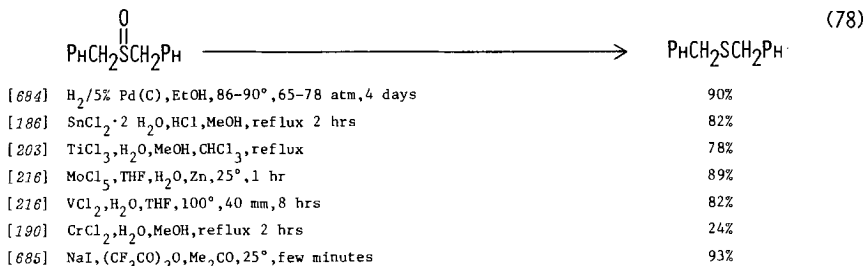 (78)
O
PhCH2SCH2Ph PhCH2SCH2Ph
[684] H2/5% Pd(C),EtOH,86-90°,65-78 atm,4 days 90%
[186] SnCl2·2 H2O,HCl,MeOH,reflux 2 hrs 82%
[203] TiCl3,H2O,MeOH,CHCl3,reflux 78%
[216] MoCl5,THF,H2O,Zn,25°,1 hr 89%
[216] VCl2,H2O,THF,100°,40 mm,8 hrs 82%
[190] CrCl2,H2O,MeOH,reflux 2 hrs 24%
[685] NaI,(CF3CO)2O,Me2CO,25°,few minutes 93%